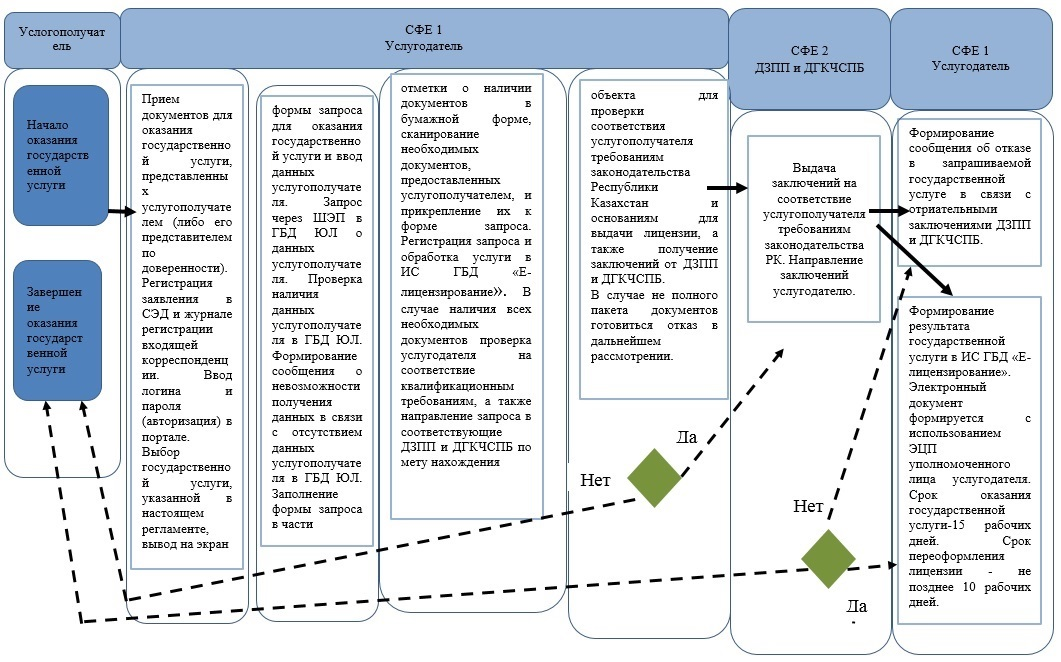 Услогополучат
ель
СФЕ 1
Услугодатель
СФЕ 2
ДЗПП и ДГКЧСПБ
СФЕ 1
Услугодатель
Начало
оказания
государств
енной
услуги
Завершен
ие
оказания
государст
венной
услуги
Прием
документов для
оказания
государственно
й услуги,
представленны
х
услугополучате
лем (либо его
представителем
по
доверенности).
Регистрация
заявления в
СЭД и журнале
регистрации
входящей
корреспонденц
ии. Ввод
логина и
пароля
(авторизация) в
портале.
Выбор
государственно
й услуги,
указанной в
настоящем
регламенте,
вывод на экран
формы запроса
для оказания
государственно
й услуги и ввод
данных
услугополучате
ля. Запрос
через ШЭП в
ГБД ЮЛ о
данных
услугополучате
ля. Проверка
наличия
данных
услугополучате
ля в ГБД ЮЛ.
Формирование
сообщения о
невозможности
получения
данных в связи
с отсутствием
данных
услугополучате
ля в ГБД ЮЛ.
Заполнение
формы запроса
в части
отметки о наличии
документов в
бумажной форме,
сканирование
необходимых
документов,
предоставленных
услугополучателем, и
прикрепление их к
форме запроса.
Регистрация запроса и
обработка услуги в
ИС ГБД «Е-
лицензирование». В
случае наличия всех
необходимых
документов проверка
услугодателя на
соответствие
квалификационным
требованиям, а также
направление запроса в
соответствующие
ДЗПП и ДГКЧСПБ по
мету нахождения
объекта для
проверки
соответствия
услугополучателя
требованиям
законодательства
Республики
Казахстан и
основаниям для
выдачи лицензии, а
также получение
заключений от ДЗПП
и ДГКЧСПБ.
В случае не полного
пакета документов
готовиться отказ в
дальнейшем
рассмотрении.
Выдача
заключений на
соответствие
услугополучателя
требованиям
законодательства
РК. Направление
заключений
услугодателю.
Формирование
сообщения об отказе
в запрашиваемой
государственной
услуге в связи с
отриательными
заключениями ДЗПП
и ДГКЧСПБ.
Формирование
результата
государственной
услуги в ИС ГБД «Е-
лицензирование».
Электронный
документ
формируется с
использованием
ЭЦП
уполномоченного
лица услугодателя.
Срок оказания
государственной
услуги-15 рабочих
дней. Срок
переоформления
лицензии - не
позднее 10 рабочих
дней.
Да
Нет
Нет
Да
.